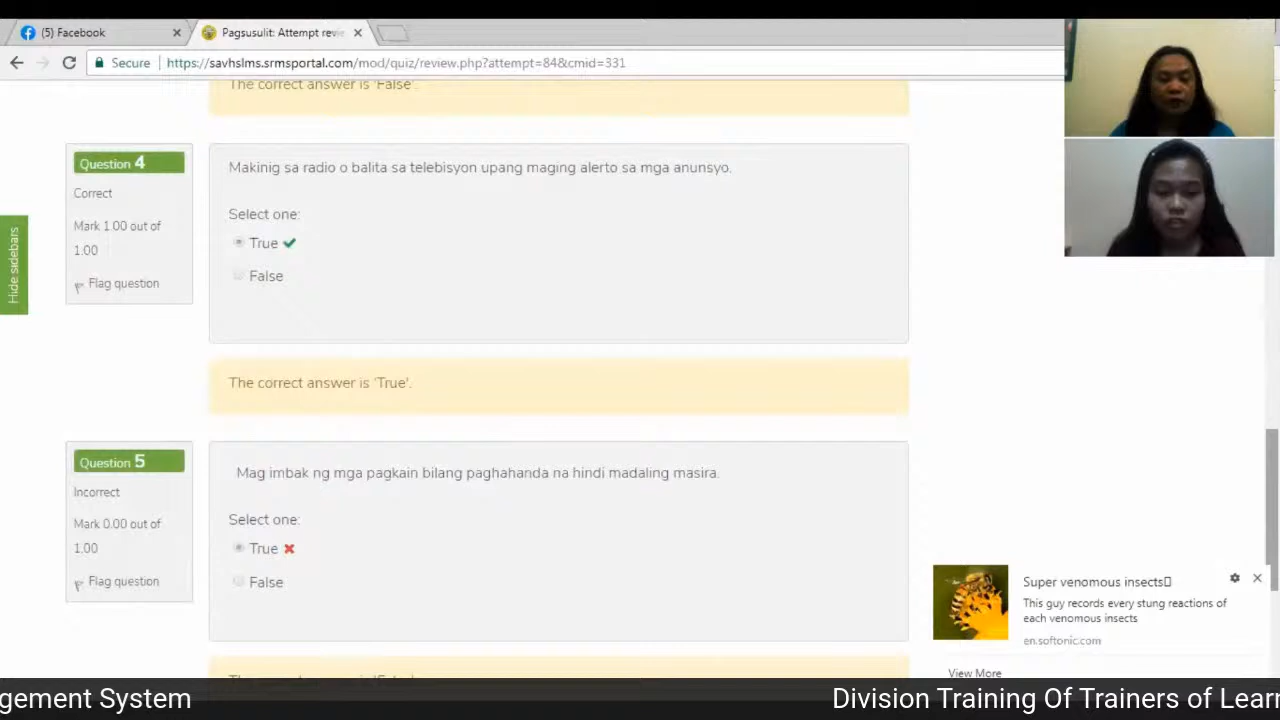 (5) Facebook
Pagsusulit: Attempt revie
Secure https://savhslms.srmsportal.com/mod/quiz/review.php?attempt=84&cmid=331
The correct answer is 'False'.
Hide sidebars
Question 4
Correct
Mark 1.00 out of
1.00
Flag question
Makinig sa radio o balita sa telebisyon upang maging alerto sa mga anunsyo.
Select one:
True
False
The correct answer is 'True'.
Question 5
Incorrect
Mark 0.00 out of
1.00
Flag question
Mag imbak ng mga pagkain bilang paghahanda na hindi madaling masira.
Select one:
True
False
Super venomous insects
This guy records every stung reactions of
each venomous insects
en.softonic.com
View More
gement System
Division Training Of Trainers of Learn